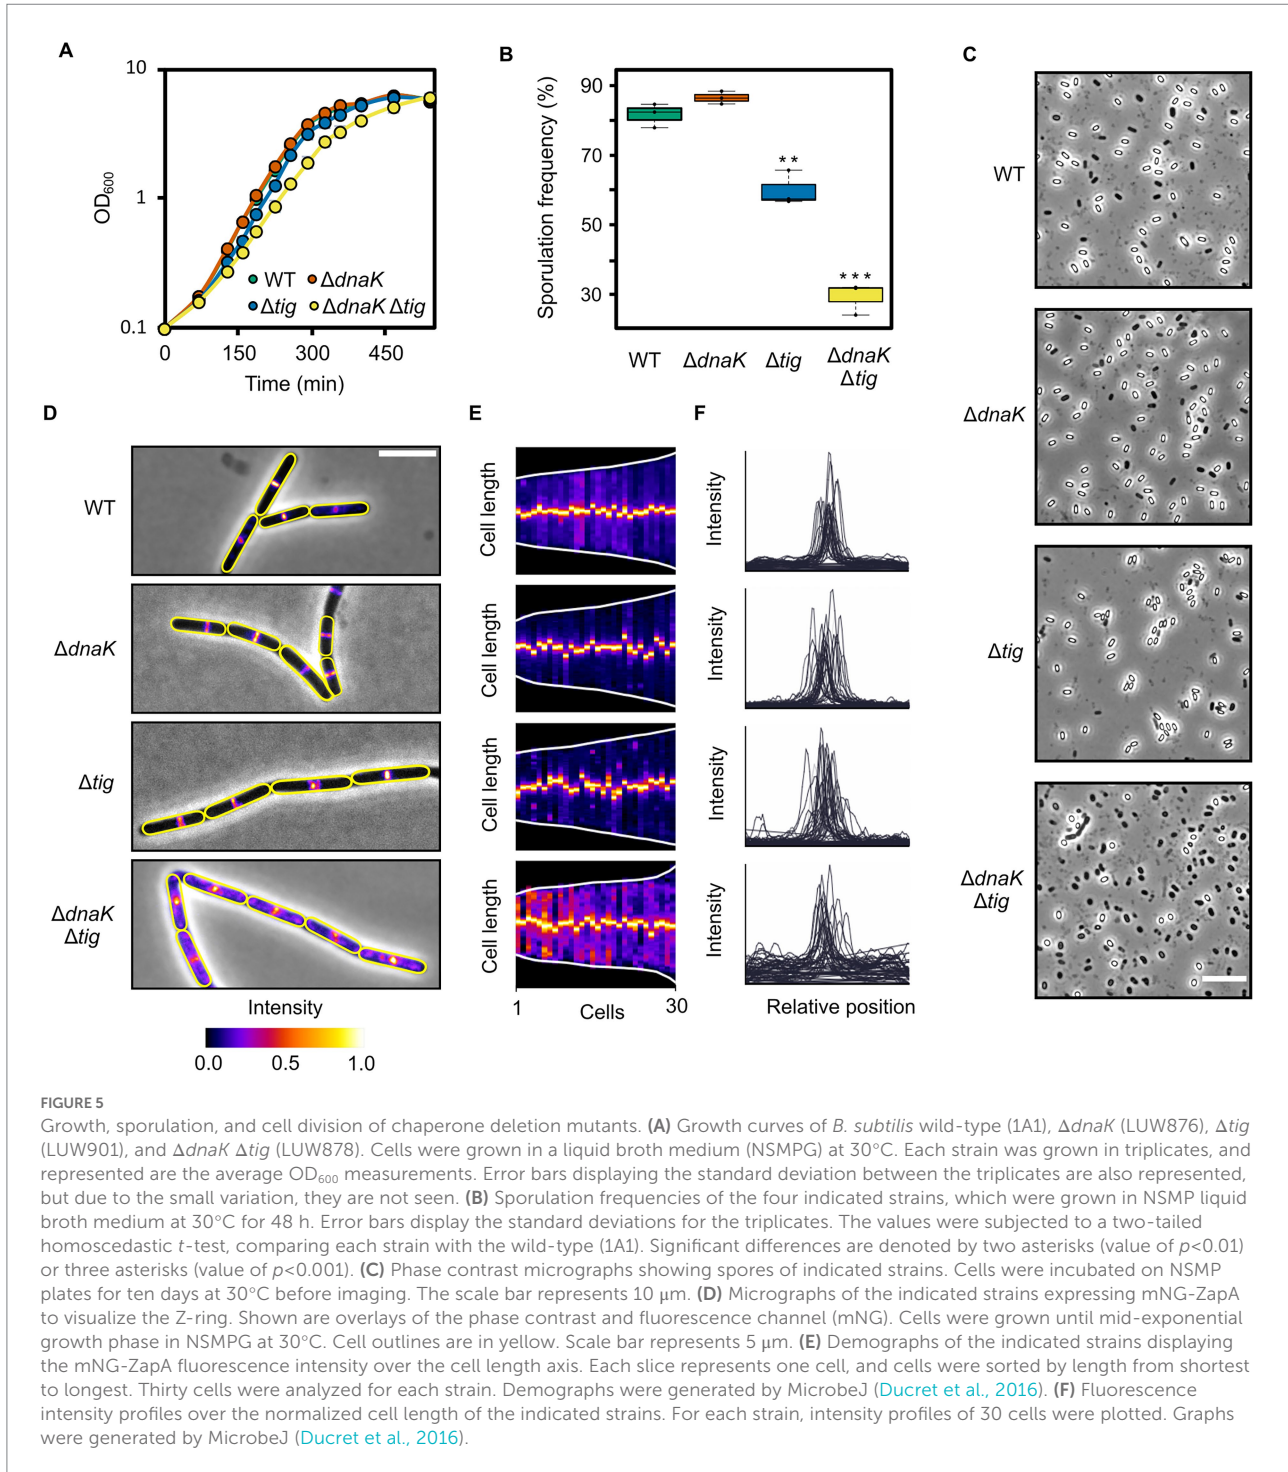 A
10
1
0.1
OD600
0
150
300
450
Time (min)
WT
ΔdnaK
Δtig
ΔdnaK Δtig
B
90
70
50
30
Sporulation frequency (%)
**
***
WT
ΔdnaK
Δtig
ΔdnaK
Δtig
C
WT
ΔdnaK
Δtig
ΔdnaK
Δtig
D
WT
ΔdnaK
Δtig
ΔdnaK
Δtig
Intensity
0.0
0.5
1.0
E
Cell length
Cell length
Cell length
Cell length
1
Cells
30
F
Intensity
Intensity
Intensity
Intensity
Relative position
FIGURE 5
Growth, sporulation, and cell division of chaperone deletion mutants. (A) Growth curves of B. subtilis wild-type (1A1), ΔdnaK (LUW876), Δtig
(LUW901), and ΔdnaK Δtig (LUW878). Cells were grown in a liquid broth medium (NSMPG) at 30°C. Each strain was grown in triplicates, and
represented are the average OD600 measurements. Error bars displaying the standard deviation between the triplicates are also represented,
but due to the small variation, they are not seen. (B) Sporulation frequencies of the four indicated strains, which were grown in NSMP liquid
broth medium at 30°C for 48 h. Error bars display the standard deviations for the triplicates. The values were subjected to a two-tailed
homoscedastic t-test, comparing each strain with the wild-type (1A1). Significant differences are denoted by two asterisks (value of p<0.01)
or three asterisks (value of p<0.001). (C) Phase contrast micrographs showing spores of indicated strains. Cells were incubated on NSMP
plates for ten days at 30°C before imaging. The scale bar represents 10 μm. (D) Micrographs of the indicated strains expressing mNG-ZapA
to visualize the Z-ring. Shown are overlays of the phase contrast and fluorescence channel (mNG). Cells were grown until mid-exponential
growth phase in NSMPG at 30°C. Cell outlines are in yellow. Scale bar represents 5 μm. (E) Demographs of the indicated strains displaying
the mNG-ZapA fluorescence intensity over the cell length axis. Each slice represents one cell, and cells were sorted by length from shortest
to longest. Thirty cells were analyzed for each strain. Demographs were generated by MicrobeJ (Ducret et al., 2016). (F) Fluorescence
intensity profiles over the normalized cell length of the indicated strains. For each strain, intensity profiles of 30 cells were plotted. Graphs
were generated by MicrobeJ (Ducret et al., 2016).